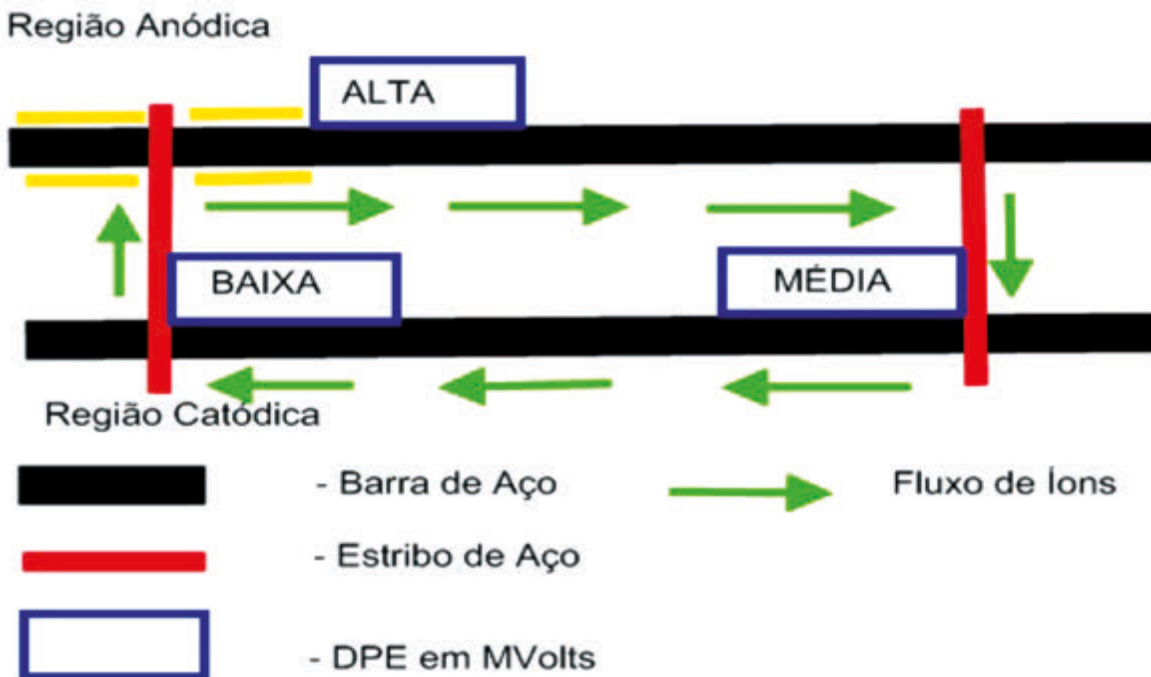 Região Anódica
ALTA
BAIXA
MÉDIA
Região Catódica
- Barra de Aço
Fluxo de Íons
- Estribo de Aço
- DPE em MVolts